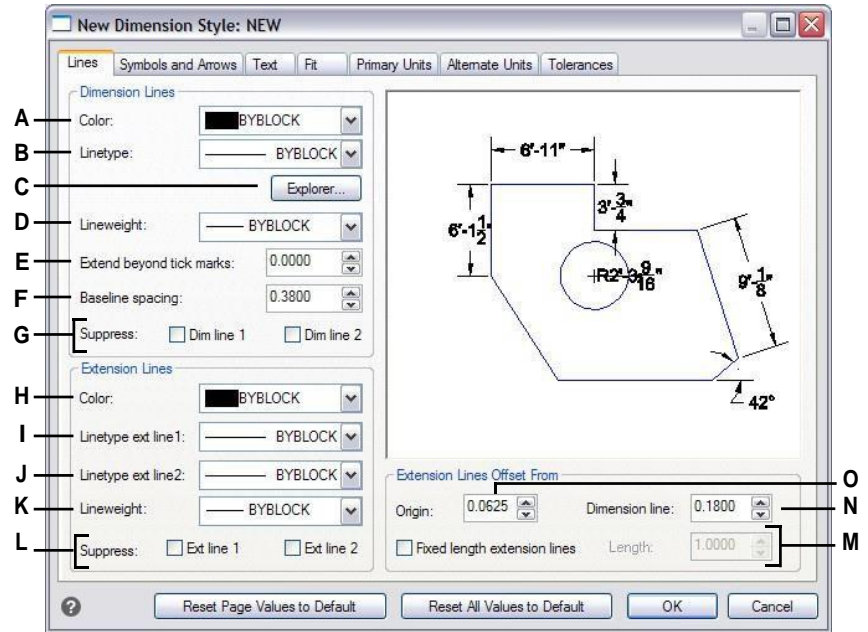 New Dimension Style: NEW
Lines Symbols and Arrows Text Fit Primary Units Alternate Units Tolerances
Dimension Lines
A Color: BYBLOCK
B Linetype: BYBLOCK
C Explorer...
D Lineweight: BYBLOCK
E Extend beyond tick marks: 0.0000
F Baseline spacing: 0.3800
G Suppress: Dim line 1 Dim line 2
Extension Lines
H Color: BYBLOCK
I Linetype ext line1: BYBLOCK
J Linetype ext line2: BYBLOCK
K Lineweight: BYBLOCK
L Suppress: Ext line 1 Ext line 2
6'-11"
3'-3/4"
6'-1 1/2"
R2'-3 9/16"
9'-1/8"
42°
Extension Lines Offset From
Origin: 0.0625 O
Dimension line: 0.1800 N
Fixed length extension lines Length: 1.0000 M
? Reset Page Values to Default Reset All Values to Default OK Cancel